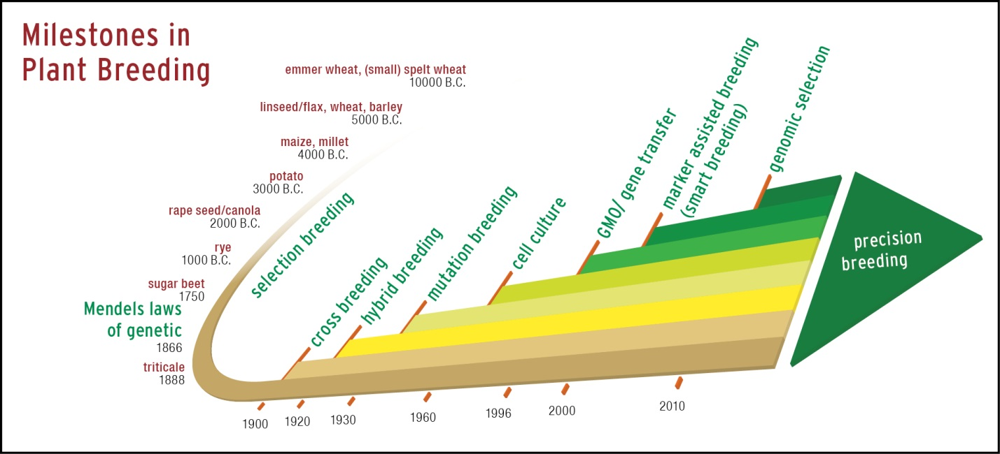 Milestones in
Plant Breeding
emmer wheat, (small) spelt wheat
10000 B.C.
linseed/flax, wheat, barley
5000 B.C.
maize, millet
4000 B.C.
potato
3000 B.C.
rape seed/canola
2000 B.C.
rye
1000 B.C.
sugar beet
1750
Mendels laws
of genetic
1866
triticale
1888
selection breeding
cross breeding
hybrid breeding
mutation breeding
cell culture
GMO/ gene transfer
marker assisted breeding
(smart breeding)
genomic selection
precision
breeding
1900
1920
1930
1960
1996
2000
2010